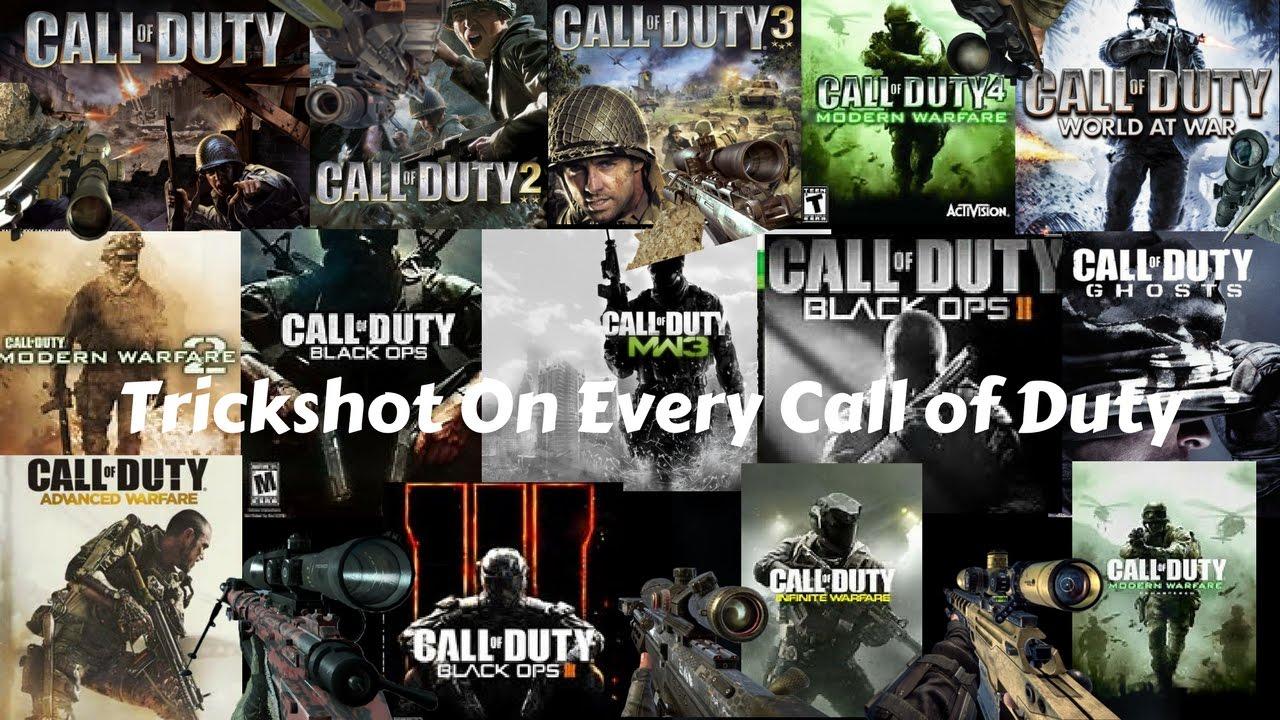 CALL OF DUTY
CALL OF DUTY 2
CALL OF DUTY 3
TEEN
T
CALL OF DUTY 4
MODERN WARFARE
ACTIVISION.
CALL OF DUTY
WORLD AT WAR
CALL OF DUTY
MODERN WARFARE 2
CALL OF DUTY
BLACK OPS
CALL OF DUTY
MW3
CALL OF DUTY
BLACK OPS II
CALL OF DUTY
GHOSTS
Trickshot On Every Call of Duty
CALL OF DUTY
ADVANCED WARFARE
M
CALL OF DUTY
BLACK OPS III
CALL OF DUTY
INFINITE WARFARE
CALL OF DUTY
MODERN WARFARE
REMASTERED